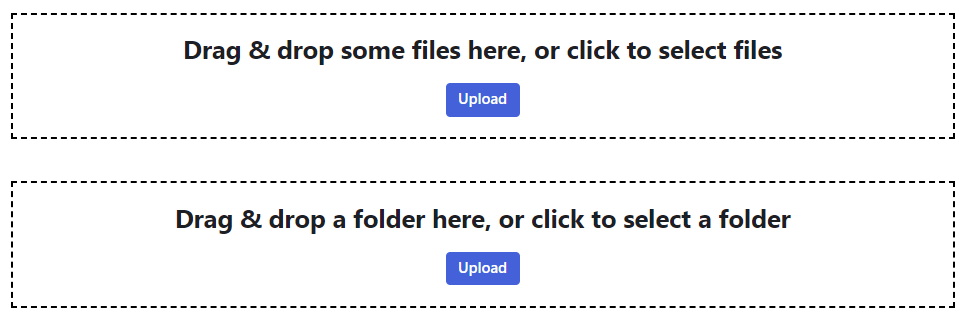 Drag & drop some files here, or click to select files
Upload
Drag & drop a folder here, or click to select a folder
Upload